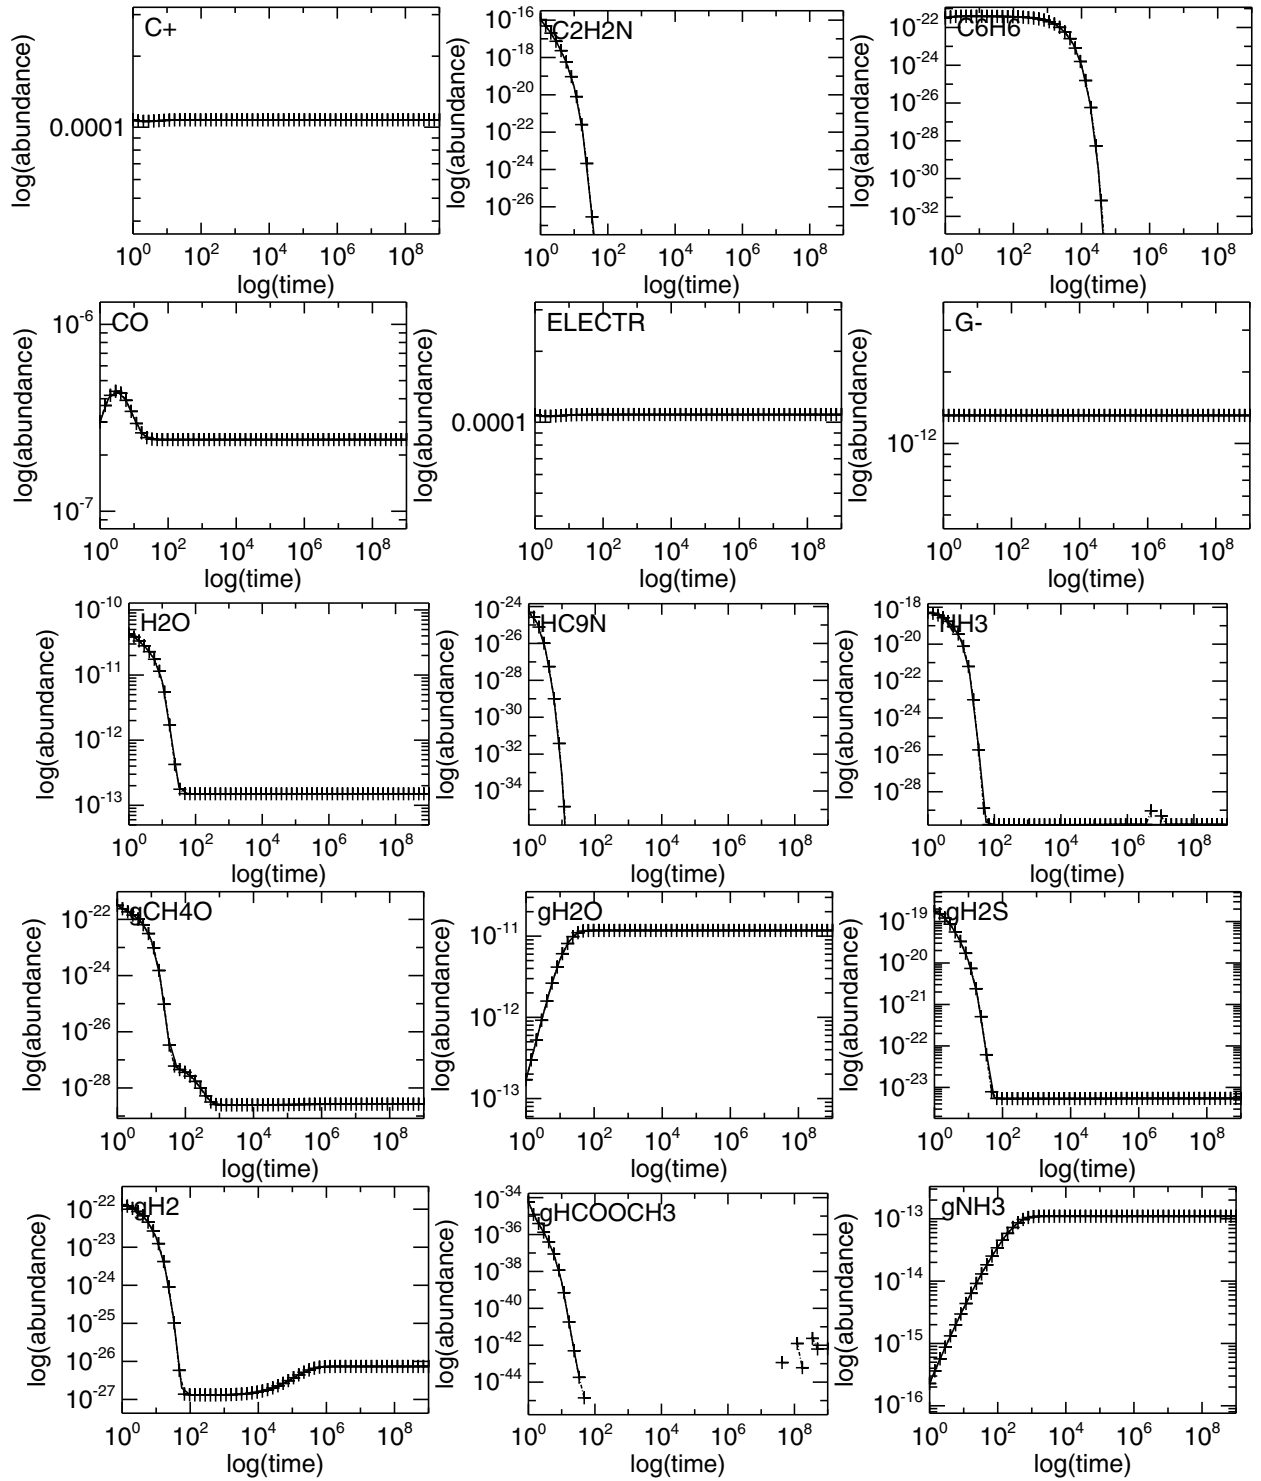 C+
log(abundance)
0.0001
10^0 10^2 10^4 10^6 10^8
log(time)
C2H2N
log(abundance)
10^-16
10^-18
10^-20
10^-22
10^-24
10^-26
10^0 10^2 10^4 10^6 10^8
log(time)
C6H6
log(abundance)
10^-22
10^-24
10^-26
10^-28
10^-30
10^-32
10^0 10^2 10^4 10^6 10^8
log(time)
CO
log(abundance)
10^-6
10^-7
10^0 10^2 10^4 10^6 10^8
log(time)
ELECTR
log(abundance)
0.0001
10^0 10^2 10^4 10^6 10^8
log(time)
G-
log(abundance)
10^-12
10^0 10^2 10^4 10^6 10^8
log(time)
H2O
log(abundance)
10^-10
10^-11
10^-12
10^-13
10^0 10^2 10^4 10^6 10^8
log(time)
HC9N
log(abundance)
10^-24
10^-26
10^-28
10^-30
10^-32
10^-34
10^0 10^2 10^4 10^6 10^8
log(time)
NH3
log(abundance)
10^-18
10^-20
10^-22
10^-24
10^-26
10^-28
10^0 10^2 10^4 10^6 10^8
log(time)
gCH4O
log(abundance)
10^-22
10^-24
10^-26
10^-28
10^0 10^2 10^4 10^6 10^8
log(time)
gH2O
log(abundance)
10^-11
10^-12
10^-13
10^0 10^2 10^4 10^6 10^8
log(time)
gH2S
log(abundance)
10^-19
10^-20
10^-21
10^-22
10^-23
10^0 10^2 10^4 10^6 10^8
log(time)
gH2
log(abundance)
10^-22
10^-23
10^-24
10^-25
10^-26
10^-27
10^0 10^2 10^4 10^6 10^8
log(time)
gHCOOCH3
log(abundance)
10^-34
10^-36
10^-38
10^-40
10^-42
10^-44
10^0 10^2 10^4 10^6 10^8
log(time)
gNH3
log(abundance)
10^-13
10^-14
10^-15
10^-16
10^0 10^2 10^4 10^6 10^8
log(time)